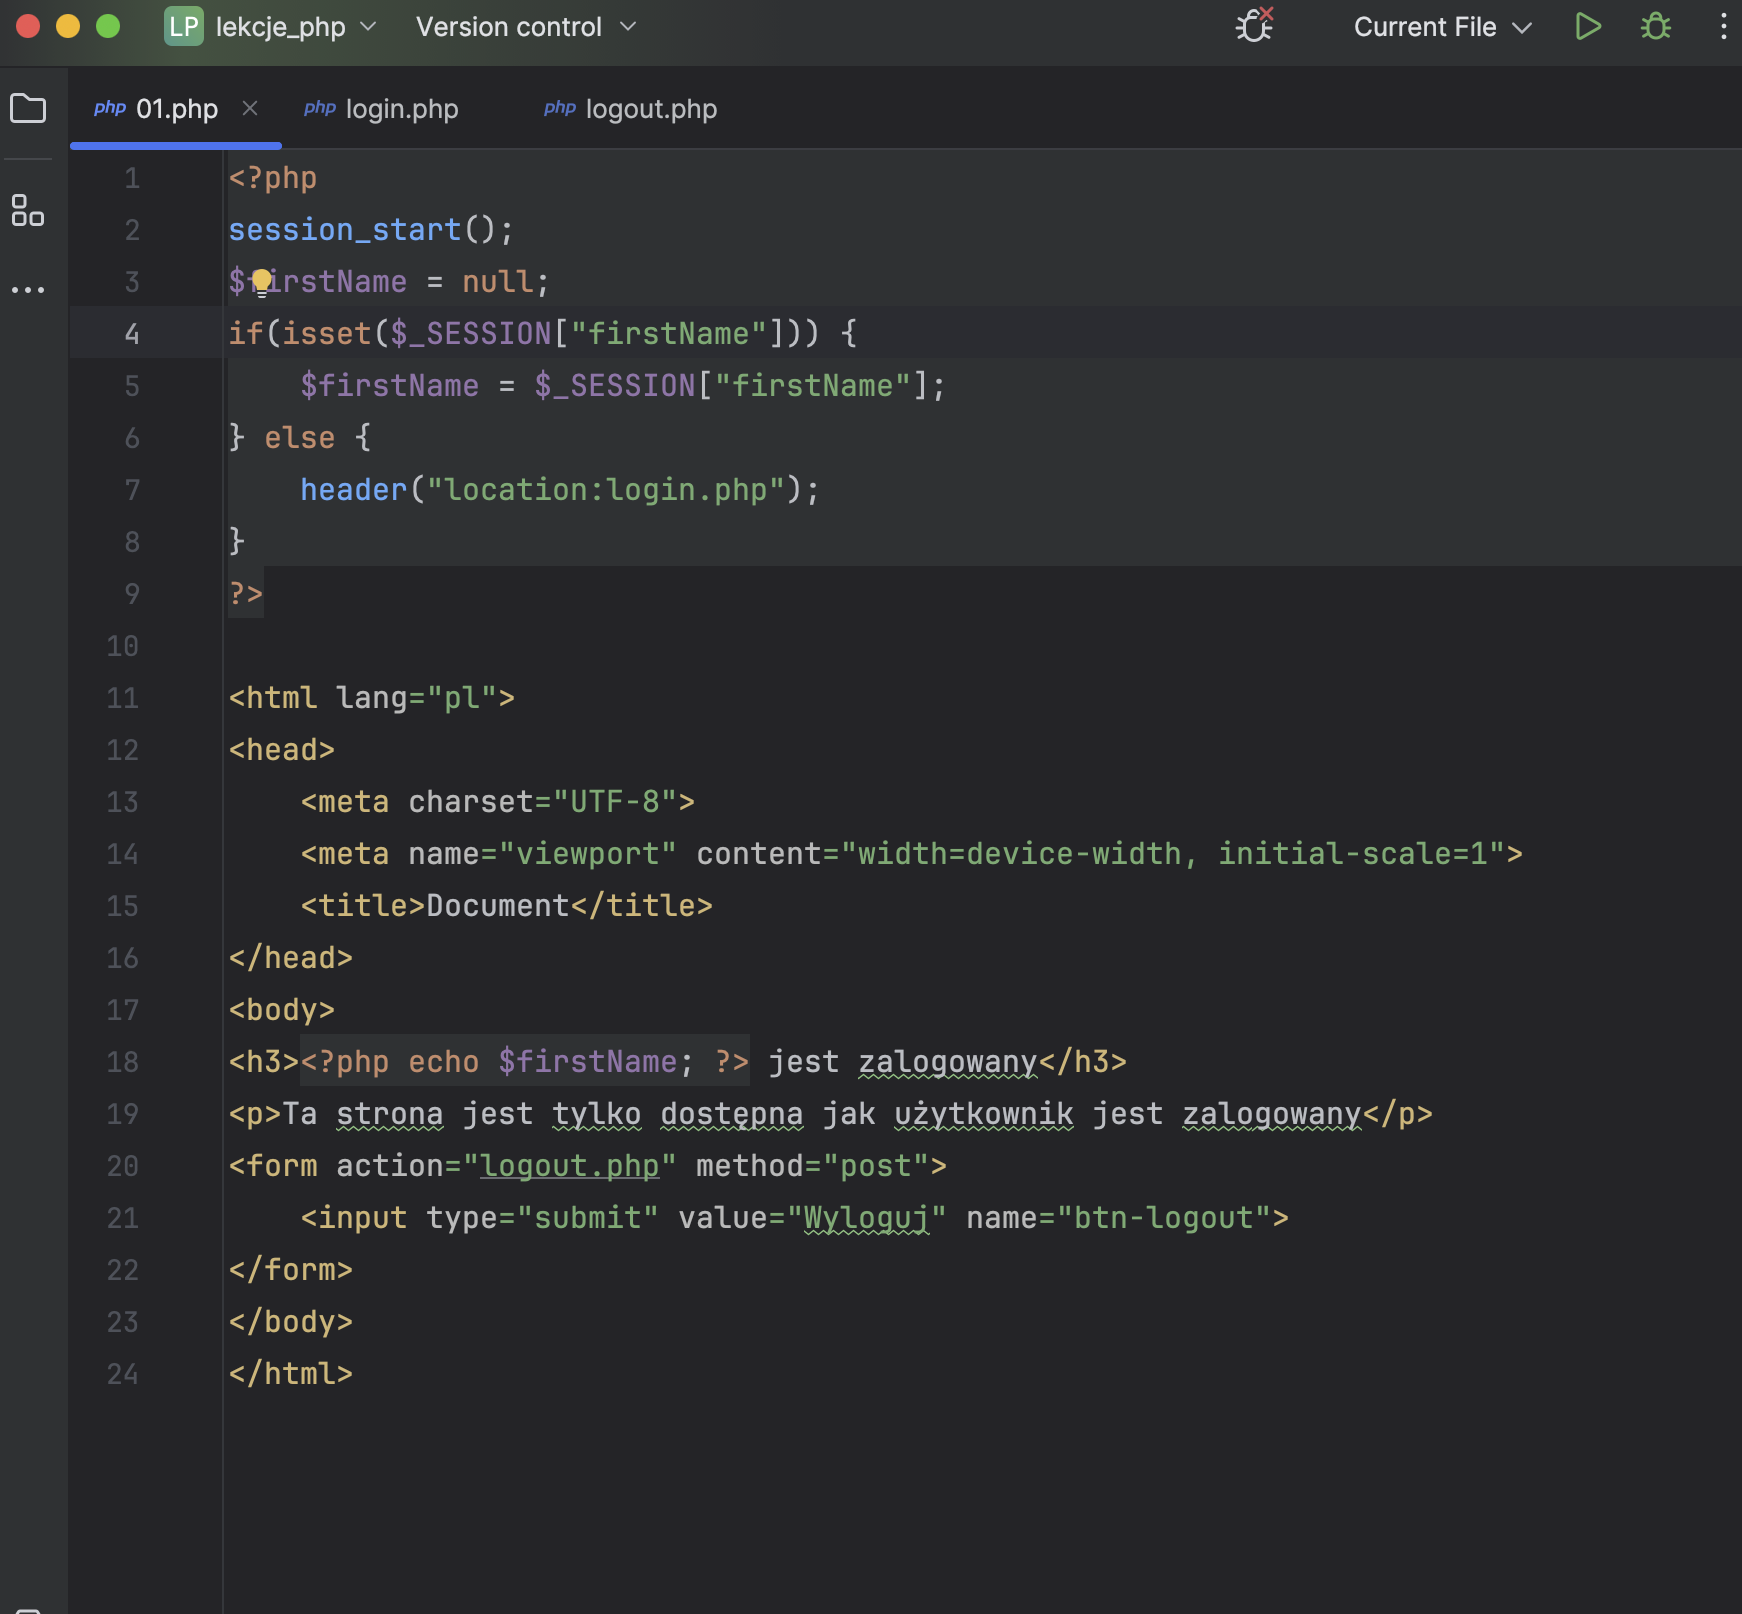 LP lekcje_php Version control Current File
php 01.php php login.php php logout.php
1 <?php
2 session_start();
3 $firstName = null;
4 if(isset($_SESSION["firstName"])) {
5     $firstName = $_SESSION["firstName"];
6 } else {
7     header("location:login.php");
8 }
9 ?>
10
11 <html lang="pl">
12 <head>
13     <meta charset="UTF-8">
14     <meta name="viewport" content="width=device-width, initial-scale=1">
15     <title>Document</title>
16 </head>
17 <body>
18 <h3><?php echo $firstName; ?> jest zalogowany</h3>
19 <p>Ta strona jest tylko dostępna jak użytkownik jest zalogowany</p>
20 <form action="logout.php" method="post">
21     <input type="submit" value="Wyloguj" name="btn-logout">
22 </form>
23 </body>
24 </html>